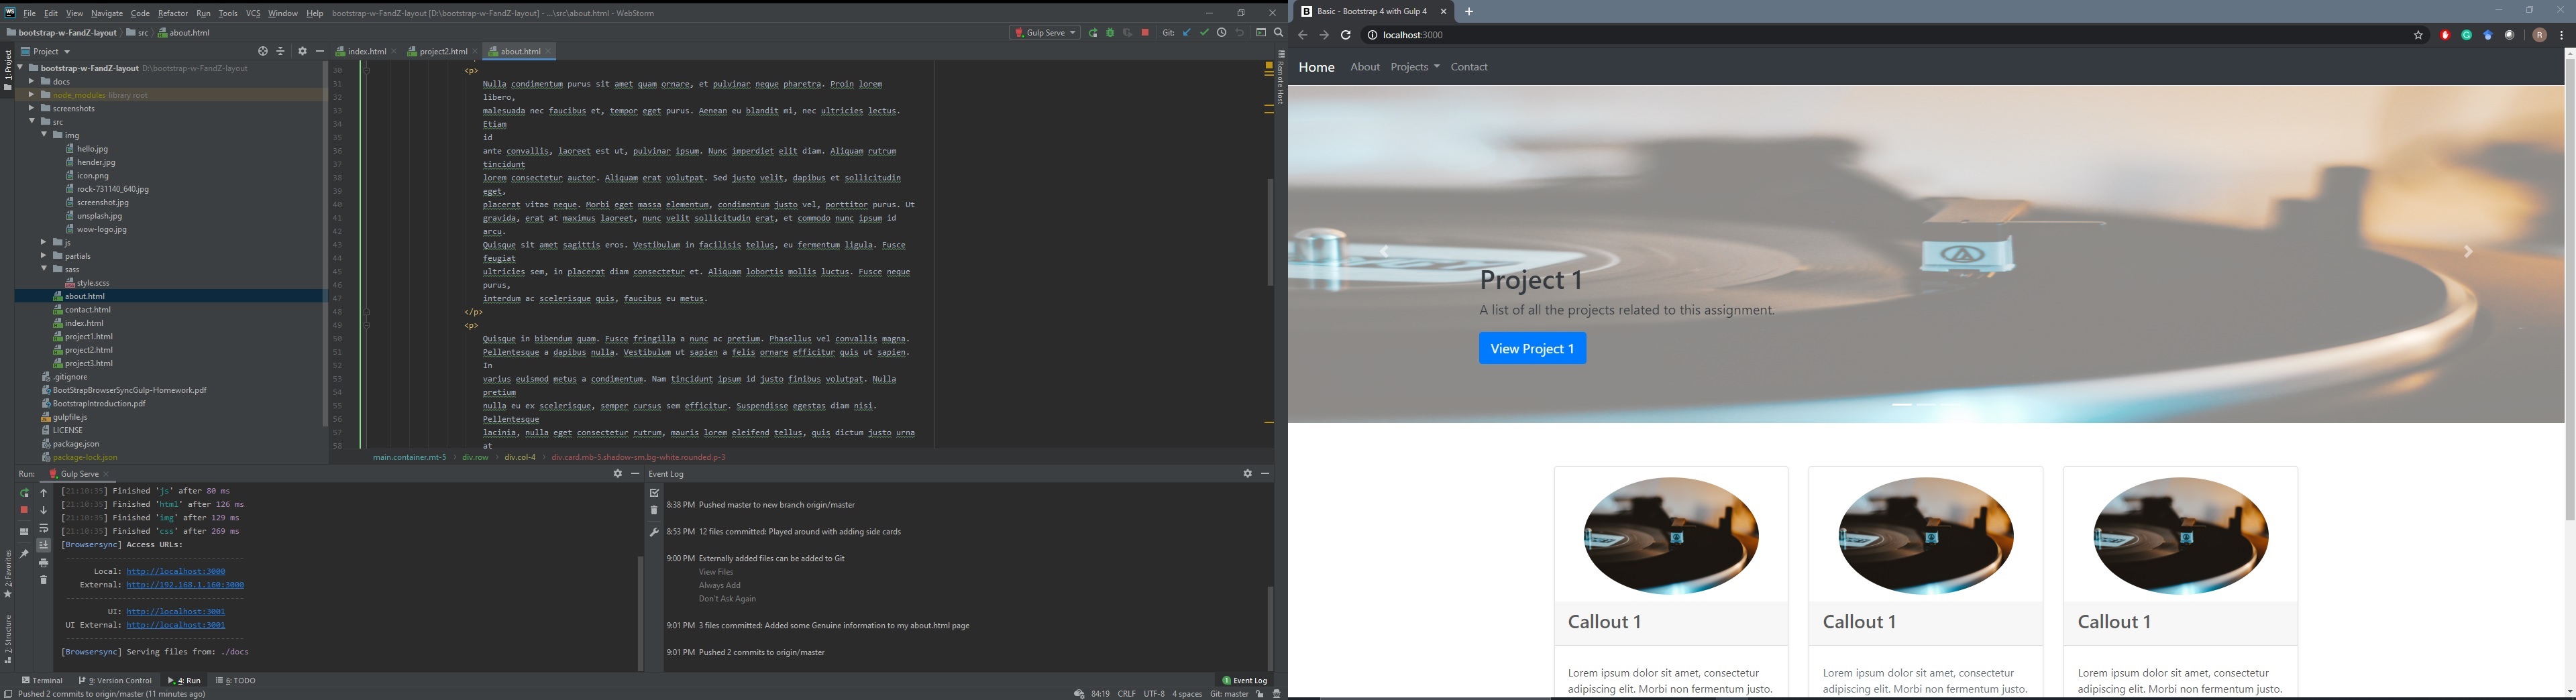 WS File Edit View Navigate Code Refactor Run Tools VCS Window Help bootstrap-w-FandZ-layout [D:\bootstrap-w-FandZ-layout] - ...\src\about.html - WebStorm
bootstrap-w-FandZ-layout src about.html
Gulp Serve Git:
1: Project
Project
index.html project2.html about.html
Remote Host
bootstrap-w-FandZ-layout D:\bootstrap-w-FandZ-layout
docs
node_modules library root
screenshots
src
img
hello.jpg
hender.jpg
icon.png
rock-731140_640.jpg
screenshot.jpg
unsplash.jpg
wow-logo.jpg
js
partials
sass
style.scss
about.html
contact.html
index.html
project1.html
project2.html
project3.html
.gitignore
BootStrapBrowserSyncGulp-Homework.pdf
BootstrapIntroduction.pdf
gulpfile.js
LICENSE
package.json
package-lock.json
30 <p>
31 Nulla condimentum purus sit amet quam ornare, et pulvinar neque pharetra. Proin lorem
32 libero,
33 malesuada nec faucibus et, tempor eget purus. Aenean eu blandit mi, nec ultricies lectus.
34 Etiam
35 id
36 ante convallis, laoreet est ut, pulvinar ipsum. Nunc imperdiet elit diam. Aliquam rutrum
37 tincidunt
38 lorem consectetur auctor. Aliquam erat volutpat. Sed justo velit, dapibus et sollicitudin
39 eget,
40 placerat vitae neque. Morbi eget massa elementum, condimentum justo vel, porttitor purus. Ut
41 gravida, erat at maximus laoreet, nunc velit sollicitudin erat, et commodo nunc ipsum id
42 arcu.
43 Quisque sit amet sagittis eros. Vestibulum in facilisis tellus, eu fermentum ligula. Fusce
44 feugiat
45 ultricies sem, in placerat diam consectetur et. Aliquam lobortis mollis luctus. Fusce neque
46 purus,
47 interdum ac scelerisque quis, faucibus eu metus.
48 </p>
49 <p>
50 Quisque in bibendum quam. Fusce fringilla a nunc ac pretium. Phasellus vel convallis magna.
51 Pellentesque a dapibus nulla. Vestibulum ut sapien a felis ornare efficitur quis ut sapien.
52 In
53 varius euismod metus a condimentum. Nam tincidunt ipsum id justo finibus volutpat. Nulla
54 pretium
55 nulla eu ex scelerisque, semper cursus sem efficitur. Suspendisse egestas diam nisi.
56 Pellentesque
57 lacinia, nulla eget consectetur rutrum, mauris lorem eleifend tellus, quis dictum justo urna
58 at
main.container.mt-5 div.row div.col-4 div.card.mb-5.shadow-sm.bg-white.rounded.p-3
Run: Gulp Serve
[21:10:35] Finished 'js' after 80 ms
[21:10:35] Finished 'html' after 126 ms
[21:10:35] Finished 'img' after 129 ms
[21:10:35] Finished 'css' after 269 ms
[Browsersync] Access URLs:
Local: http://localhost:3000
External: http://192.168.1.160:3000
UI: http://localhost:3001
UI External: http://localhost:3001
[Browsersync] Serving files from: ./docs
2: Favorites
7: Structure
Event Log
8:38 PM Pushed master to new branch origin/master
8:53 PM 12 files committed: Played around with adding side cards
9:00 PM Externally added files can be added to Git
View Files
Always Add
Don't Ask Again
9:01 PM 3 files committed: Added some Genuine information to my about.html page
9:01 PM Pushed 2 commits to origin/master
Terminal 9: Version Control 4: Run 6: TODO
1 Event Log
Pushed 2 commits to origin/master (11 minutes ago)
84:19 CRLF UTF-8 4 spaces Git: master
B Basic - Bootstrap 4 with Gulp 4
localhost:3000
R
Home About Projects Contact
Project 1
A list of all the projects related to this assignment.
View Project 1
Callout 1
Callout 1
Callout 1
Lorem ipsum dolor sit amet, consectetur
adipiscing elit. Morbi non fermentum justo.
Lorem ipsum dolor sit amet, consectetur
adipiscing elit. Morbi non fermentum justo.
Lorem ipsum dolor sit amet, consectetur
adipiscing elit. Morbi non fermentum justo.